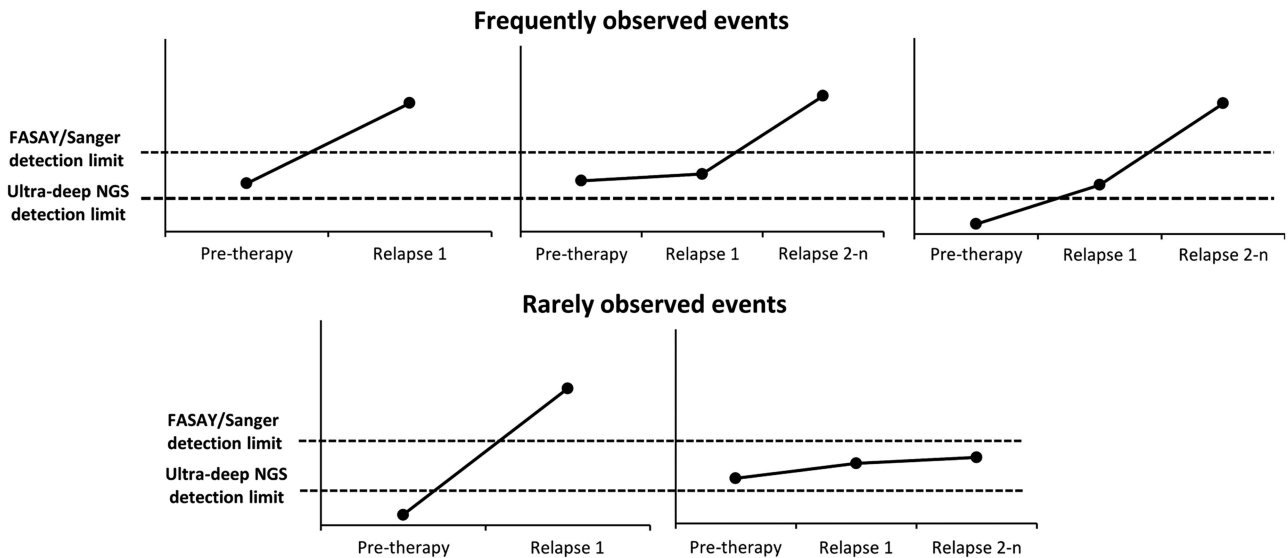 Frequently observed events
FASAY/Sanger
detection limit
Ultra-deep NGS
detection limit
Pre-therapy
Relapse 1
Pre-therapy
Relapse 1
Relapse 2-n
Pre-therapy
Relapse 1
Relapse 2-n
Rarely observed events
FASAY/Sanger
detection limit
Ultra-deep NGS
detection limit
Pre-therapy
Relapse 1
Pre-therapy
Relapse 1
Relapse 2-n